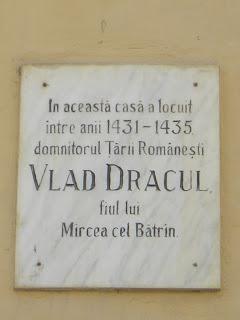 In această casă a locuit
între anii 1431-1435
domnitorul Țării Românești
VLAD DRACUL,
fiul lui
Mircea cel Bătrîn.